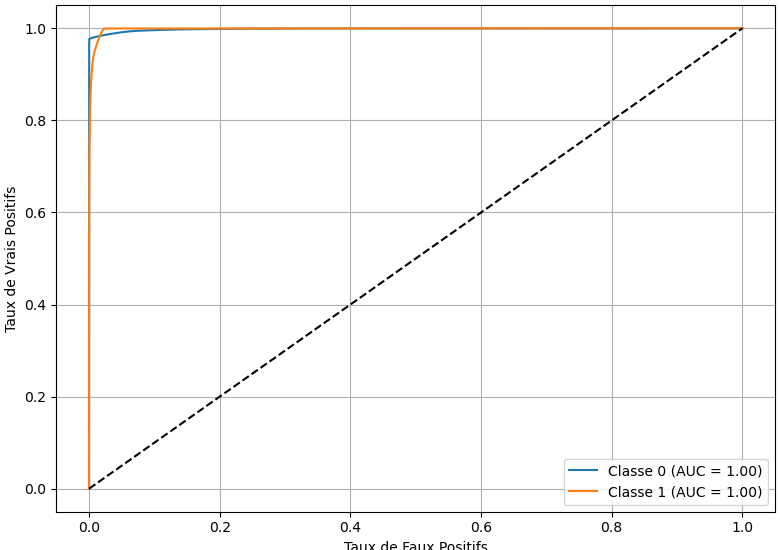 1.0
0.8
0.6
0.4
0.2
0.0
Taux de Vrais Positifs
Classe 0 (AUC = 1.00)
Classe 1 (AUC = 1.00)
0.0 0.2 0.4 0.6 0.8 1.0
Taux de Faux Positifs